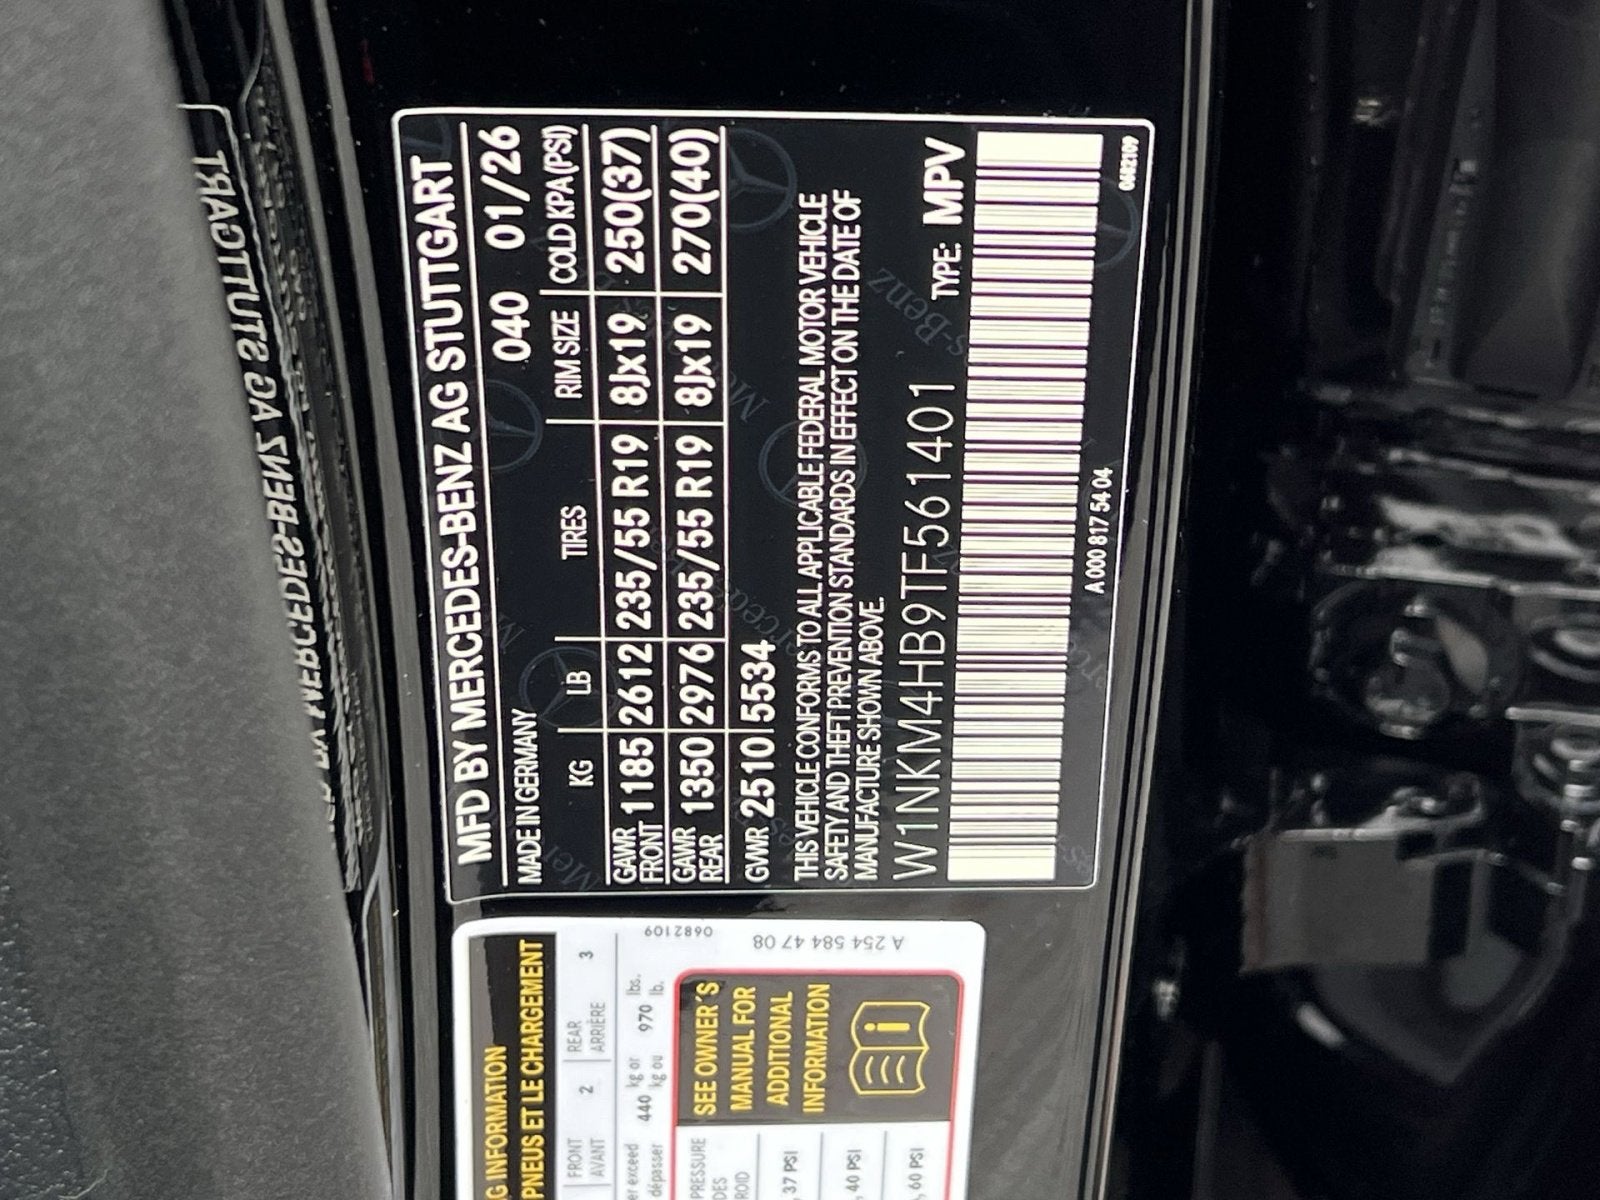 MFD BY MERCEDES-BENZ AG STUTTGART
MADE IN GERMANY 040 01/26
KG LB TIRES RIM SIZE COLD KPA(PSI)
GAWR FRONT 1185 2612 235/55 R19 8Jx19 250(37)
GAWR REAR 1350 2976 235/55 R19 8Jx19 270(40)
GVWR 2510 5534
THIS VEHICLE CONFORMS TO ALL APPLICABLE FEDERAL MOTOR VEHICLE
SAFETY AND THEFT PREVENTION STANDARDS IN EFFECT ON THE DATE OF
MANUFACTURE SHOWN ABOVE.
W1NKM4HB9TF561401 TYPE: MPV
A 000 817 54 04
0682109
INFORMATION
PNEUS ET LE CHARGEMENT
FRONT 2 REAR 3
AVANT ARRIÈRE
exceed 440 kg or 970 lbs.
dépasser kg ou lb.
0682109
A 254 584 47 08
PRESSURE
37 PSI
40 PSI
60 PSI
SEE OWNER'S
MANUAL FOR
ADDITIONAL
INFORMATION